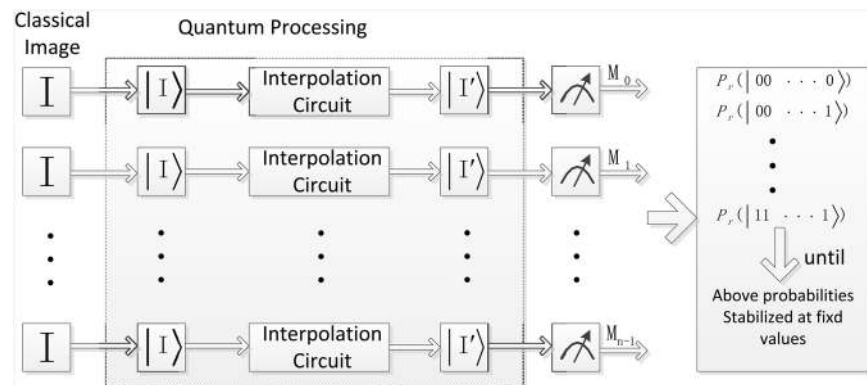 Classical
Image
Quantum Processing
I
|I⟩
Interpolation
Circuit
|I'⟩
M0
I
|I⟩
Interpolation
Circuit
|I'⟩
M1
I
|I⟩
Interpolation
Circuit
|I'⟩
Mn-1
Pr(|00 · · · 0⟩)
Pr(|00 · · · 1⟩)
Pr(|11 · · · 1⟩)
until
Above probabilities
Stabilized at fixd
values